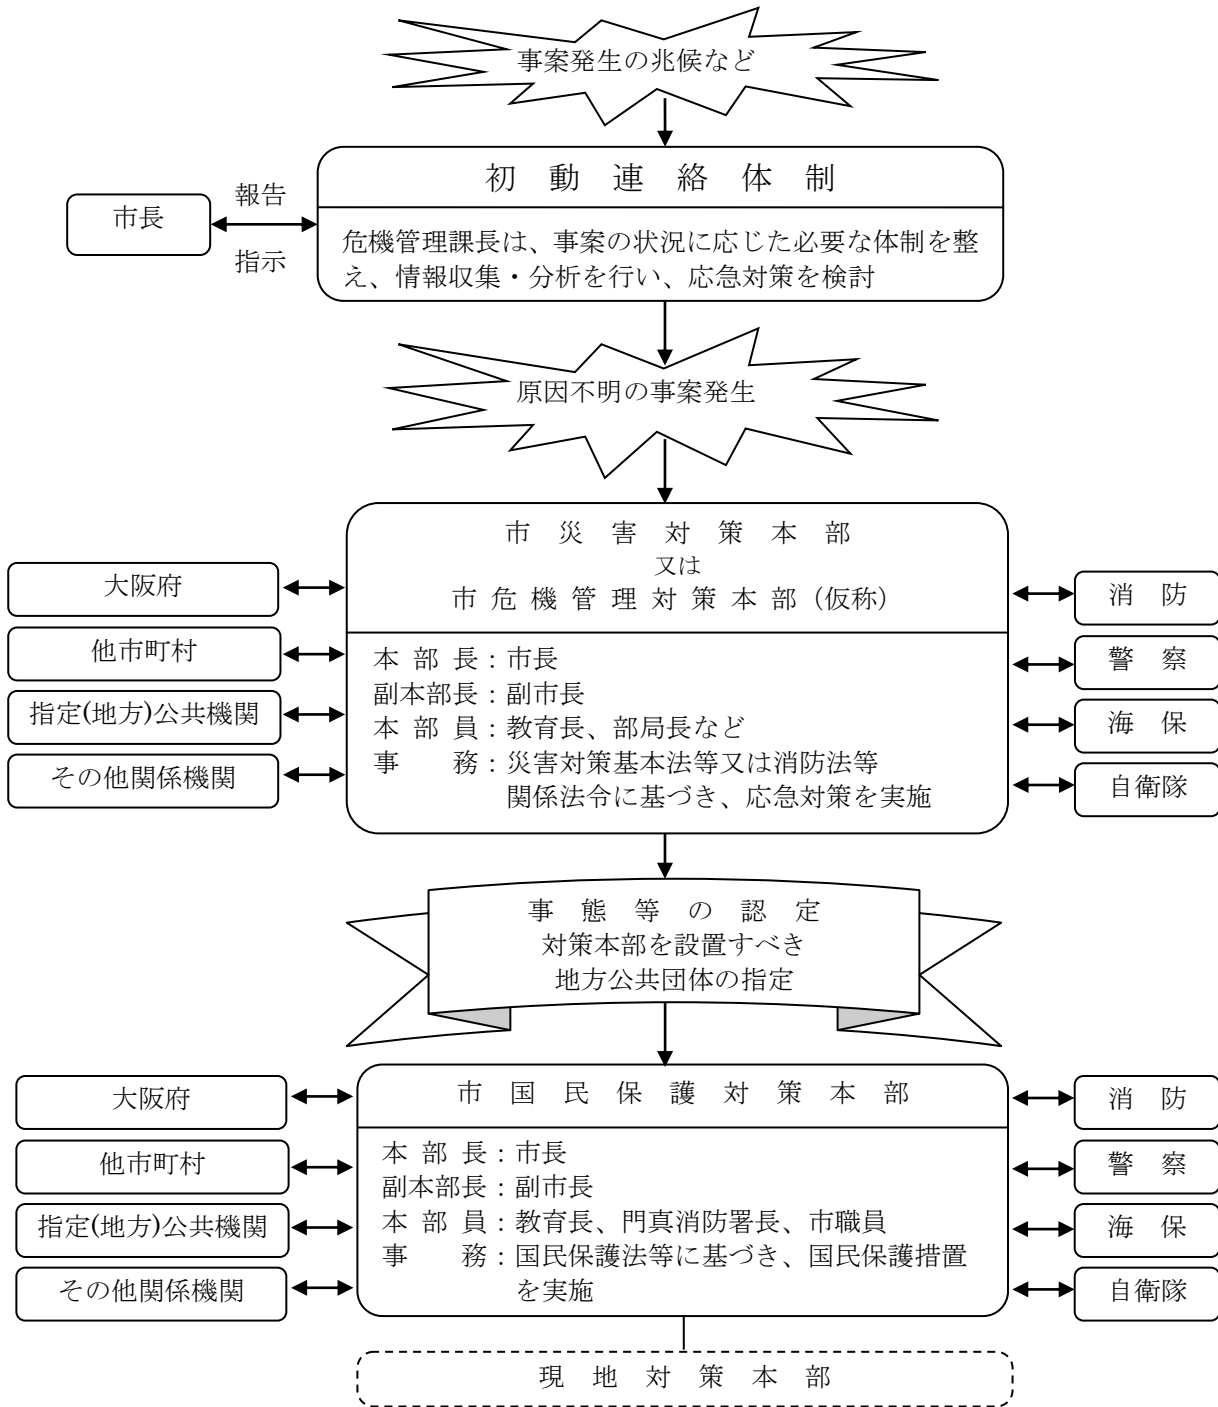 事案発生の兆候など
初動連絡体制
市長
報告
指示
危機管理課長は、事案の状況に応じた必要な体制を整
え、情報収集・分析を行い、応急対策を検討
原因不明の事案発生
市災害対策本部
又は
市危機管理対策本部（仮称）
大阪府
他市町村
指定(地方)公共機関
その他関係機関
本部長：市長
副本部長：副市長
本部員：教育長、部局長など
事　　務：災害対策基本法等又は消防法等
関係法令に基づき、応急対策を実施
消　防
警　察
海　保
自衛隊
事態等の認定
対策本部を設置すべき
地方公共団体の指定
市国民保護対策本部
大阪府
他市町村
指定(地方)公共機関
その他関係機関
本部長：市長
副本部長：副市長
本部員：教育長、門真消防署長、市職員
事　　務：国民保護法等に基づき、国民保護措置
を実施
消　防
警　察
海　保
自衛隊
現地対策本部